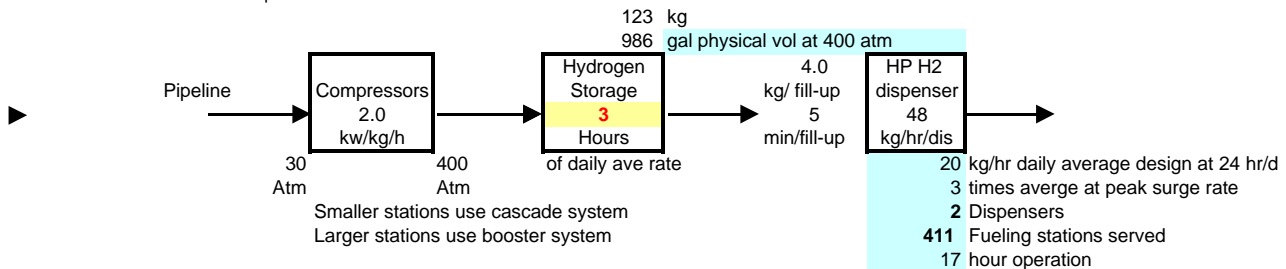 123 kg
986 gal physical vol at 400 atm
Pipeline
Compressors
2.0
kw/kg/h
30
Atm
400
Atm
Smaller stations use cascade system
Larger stations use booster system
Hydrogen
Storage
3
Hours
of daily ave rate
4.0
kg/ fill-up
5
min/fill-up
HP H2
dispenser
48
kg/hr/dis
20 kg/hr daily average design at 24 hr/d
3 times averge at peak surge rate
2 Dispensers
411 Fueling stations served
17 hour operation